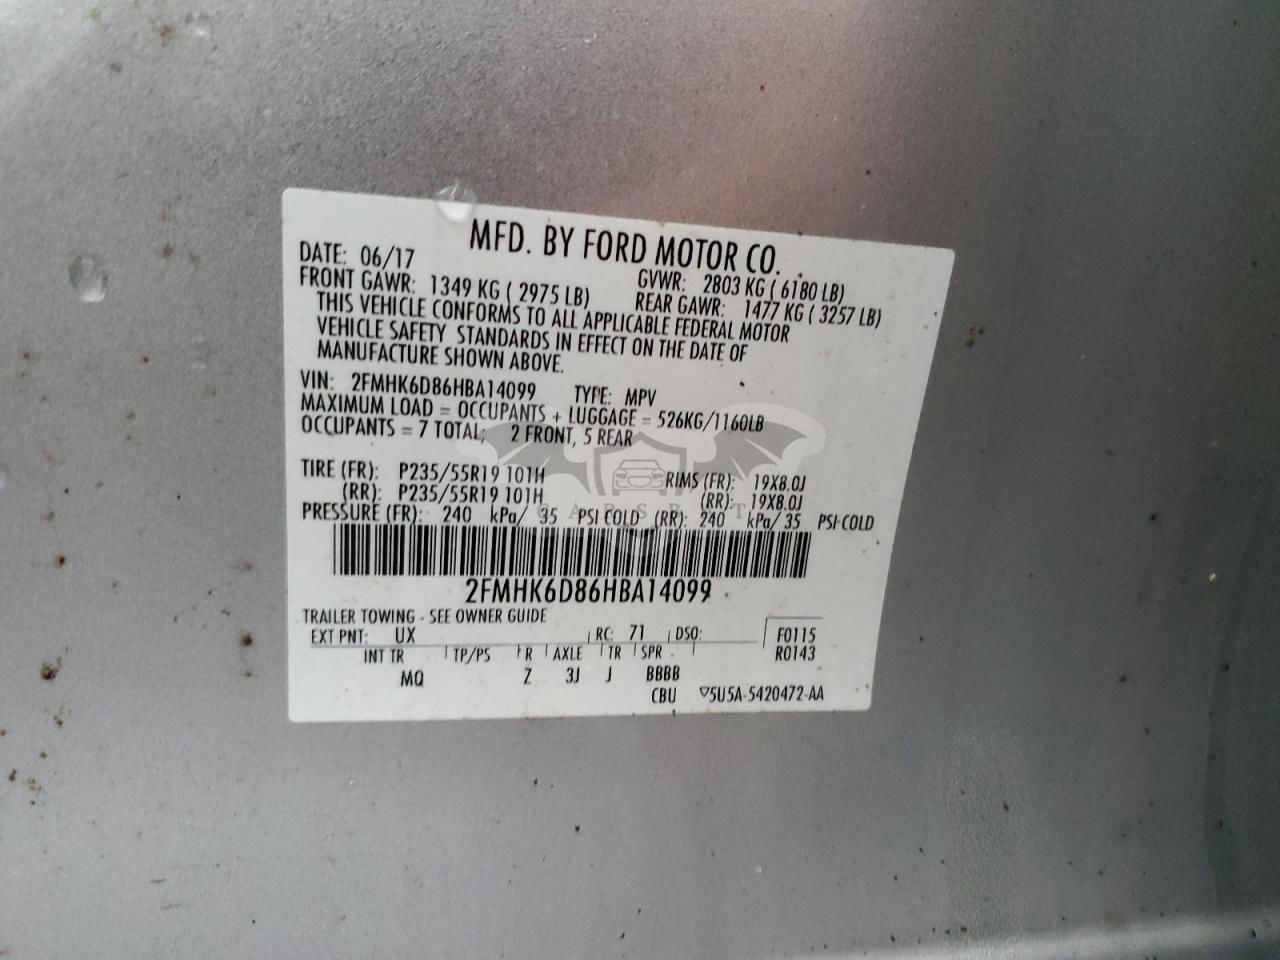 MFD. BY FORD MOTOR CO.
DATE: 06/17 GVWR: 2803 KG ( 6180 LB)
FRONT GAWR: 1349 KG ( 2975 LB) REAR GAWR: 1477 KG ( 3257 LB)
THIS VEHICLE CONFORMS TO ALL APPLICABLE FEDERAL MOTOR
VEHICLE SAFETY STANDARDS IN EFFECT ON THE DATE OF
MANUFACTURE SHOWN ABOVE.
VIN: 2FMHK6D86HBA14099 TYPE: MPV
MAXIMUM LOAD = OCCUPANTS + LUGGAGE = 526KG/1160LB
OCCUPANTS = 7 TOTAL; 2 FRONT, 5 REAR
TIRE (FR): P235/55R19 101H RIMS (FR): 19X8.0J
(RR): P235/55R19 101H (RR): 19X8.0J
PRESSURE (FR): 240 kPa/ 35 PSI COLD (RR): 240 kPa/ 35 PSI COLD
2FMHK6D86HBA14099
TRAILER TOWING - SEE OWNER GUIDE
EXT PNT: UX RC: 71 DSO: F0115
INT TR TP/PS R AXLE TR SPR R0143
MQ Z 3J J BBBB
CBU ▽5U5A-5420472-AA